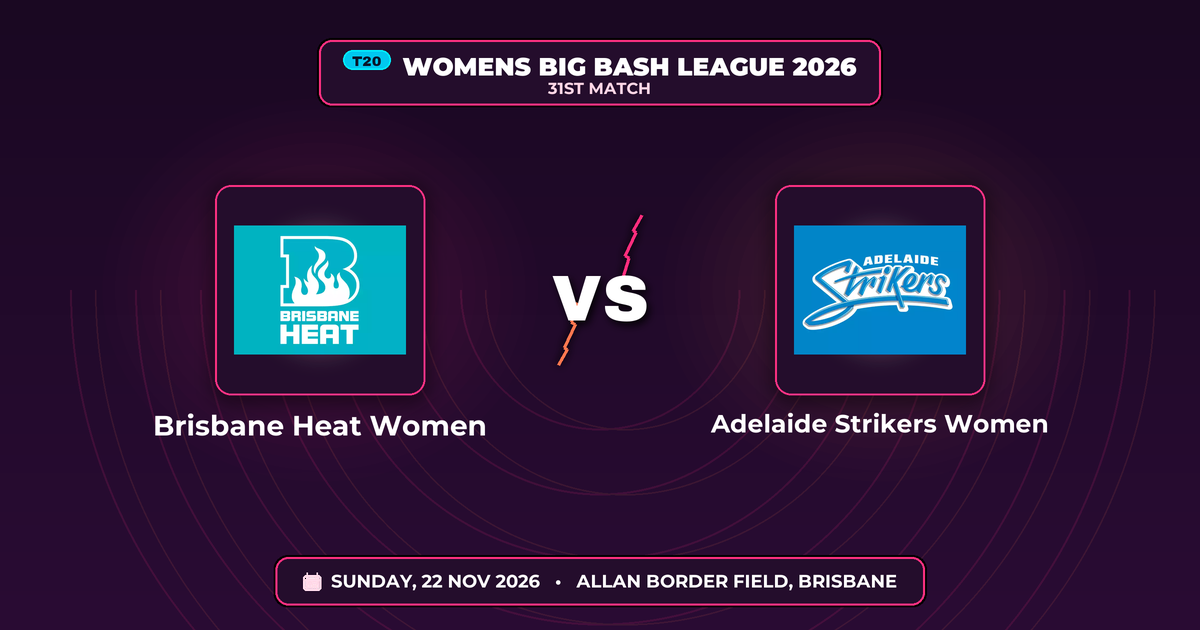 T20 WOMENS BIG BASH LEAGUE 2026
31ST MATCH
BRISBANE
HEAT
VS
ADELAIDE
Strikers
Brisbane Heat Women
Adelaide Strikers Women
SUNDAY, 22 NOV 2026 • ALLAN BORDER FIELD, BRISBANE